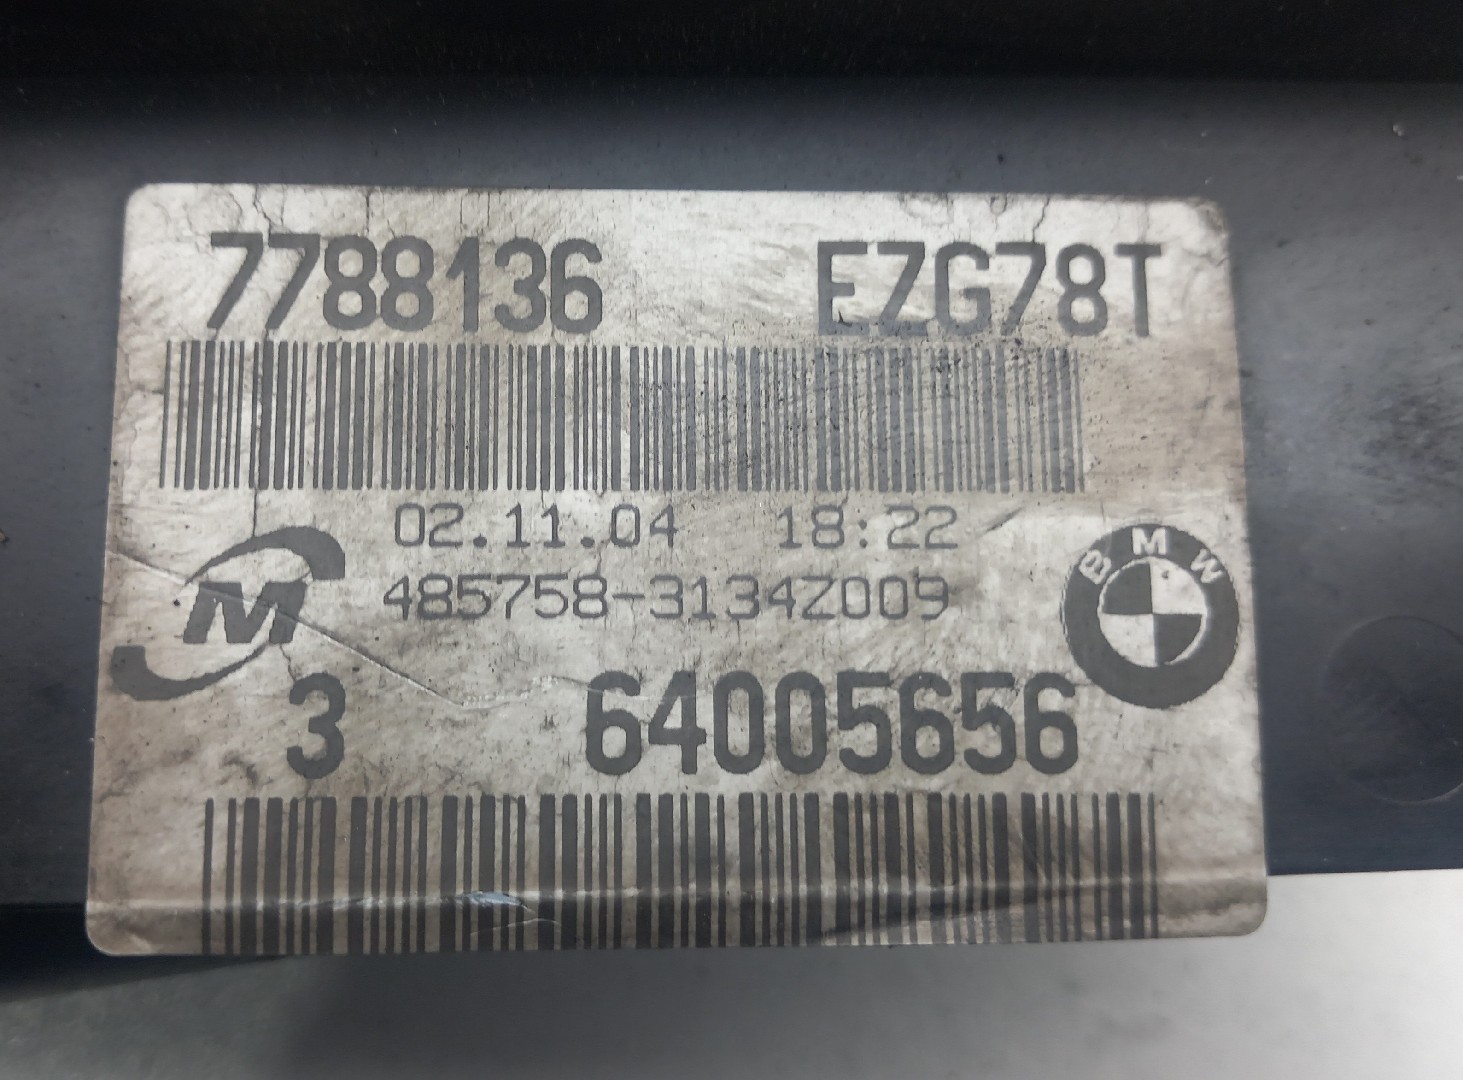 7788136 EZG78T
02.11.04 18:22
485758-3134Z009
M
BMW
3 64005656